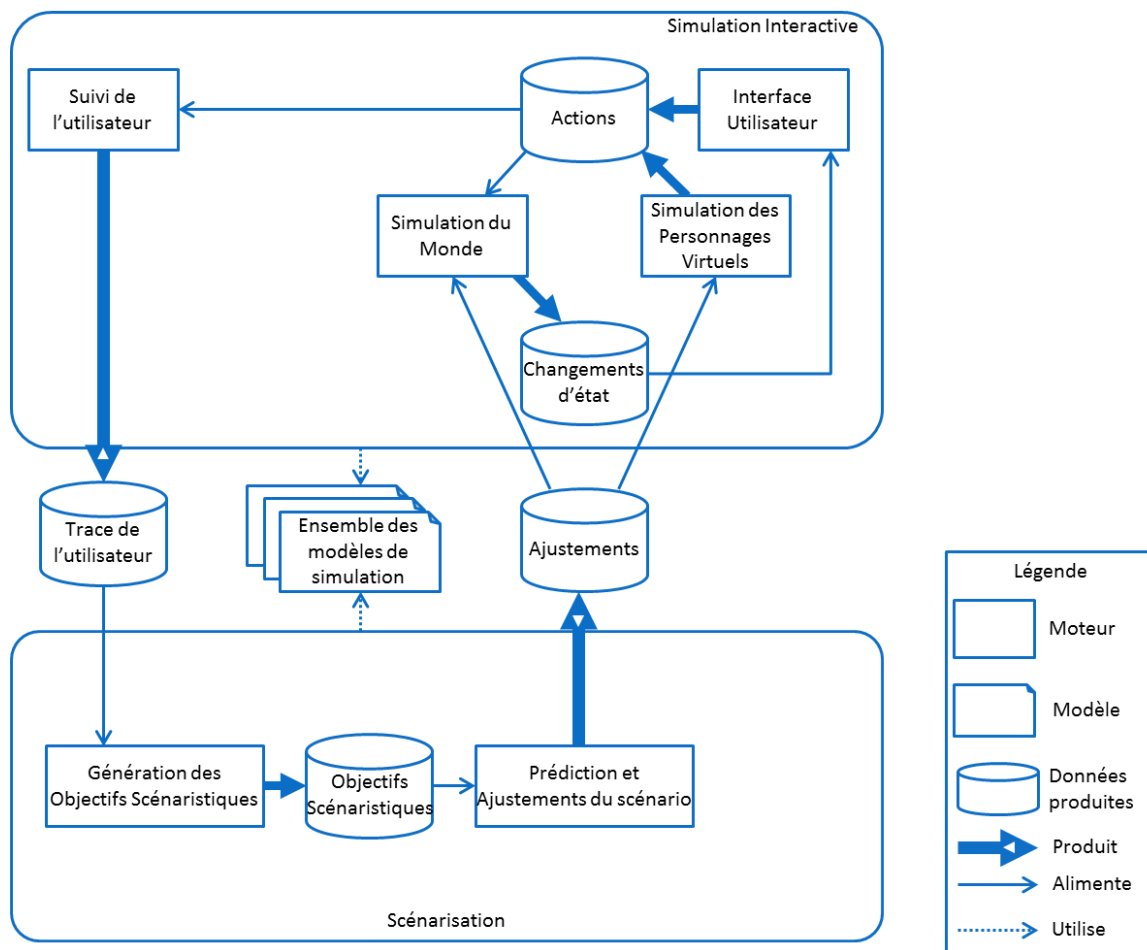 Simulation Interactive
Suivi de
l'utilisateur
Actions
Interface
Utilisateur
Simulation du
Monde
Simulation des
Personnages
Virtuels
Changements
d'état
Trace de
l'utilisateur
Ensemble des
modèles de
simulation
Ajustements
Génération des
Objectifs Scénaristiques
Objectifs
Scénaristiques
Prédiction et
Ajustements du scénario
Scénarisation
Légende
Moteur
Modèle
Données
produites
Produit
Alimente
Utilise